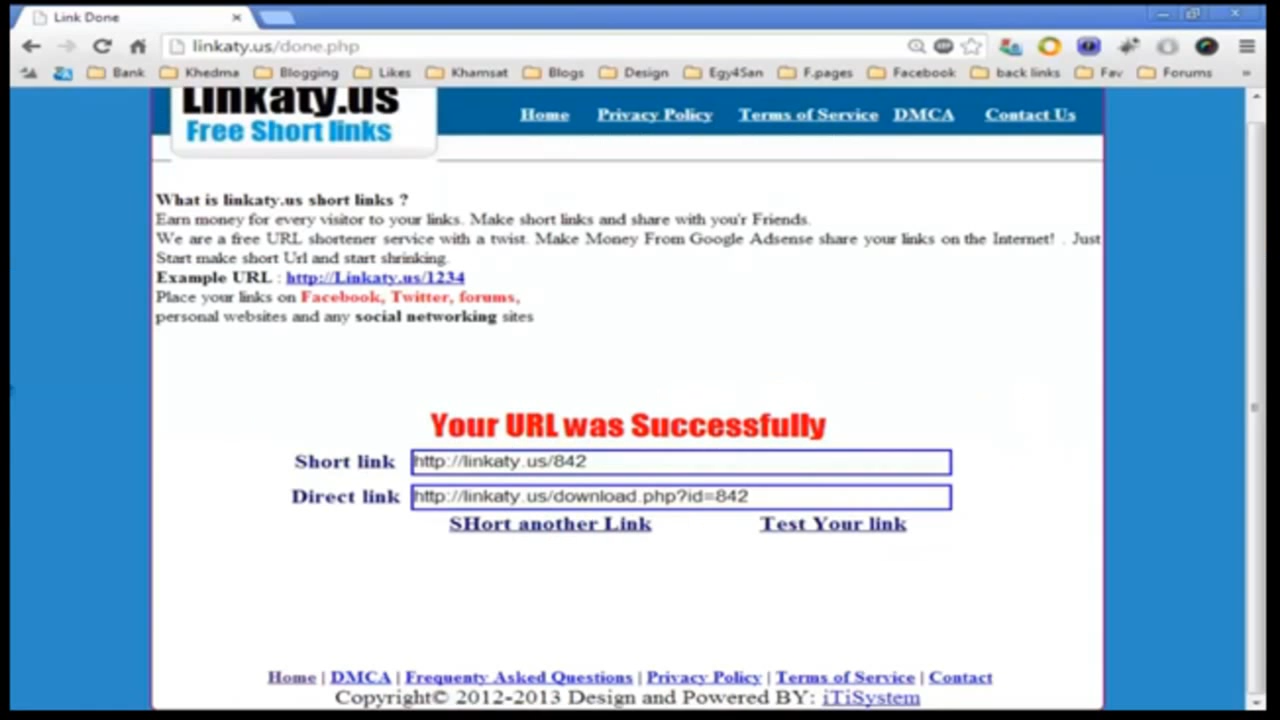 Link Done
linkaty.us/done.php
Bank Khedma Blogging Likes Khamsat Blogs Design Egy4San F.pages Facebook back links Fav Forums »
Linkaty.us
Free Short links
Home Privacy Policy Terms of Service DMCA Contact Us
What is linkaty.us short links ?
Earn money for every visitor to your links. Make short links and share with you'r Friends.
We are a free URL shortener service with a twist. Make Money From Google Adsense share your links on the Internet! . Just
Start make short Url and start shrinking.
Example URL : http://Linkaty.us/1234
Place your links on Facebook, Twitter, forums,
personal websites and any social networking sites
Your URL was Successfully
Short link http://linkaty.us/842
Direct link http://linkaty.us/download.php?id=842
SHort another Link Test Your link
Home | DMCA | Frequenty Asked Questions | Privacy Policy | Terms of Service | Contact
Copyright© 2012-2013 Design and Powered BY: iTiSystem